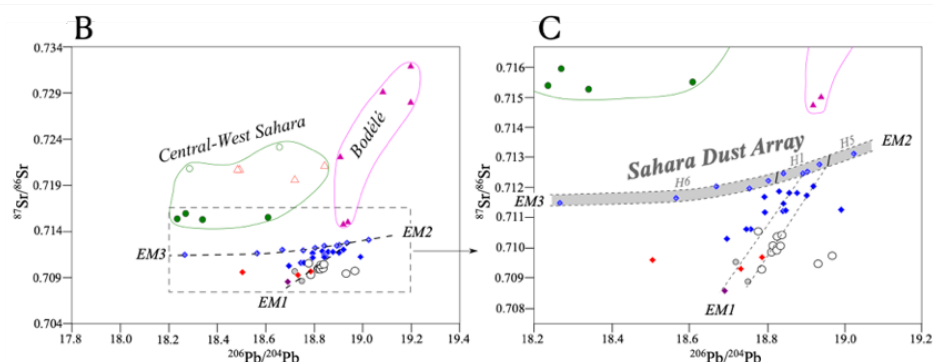 B
0.734
0.729
0.724
0.719
0.714
0.709
0.704
⁸⁷Sr/⁸⁶Sr
Central-West Sahara
Bodélé
EM3
EM2
EM1
17.8 18.0 18.2 18.4 18.6 18.8 19.0 19.2 19.4
²⁰⁶Pb/²⁰⁴Pb
C
0.716
0.715
0.714
0.713
0.712
0.711
0.710
0.709
0.708
⁸⁷Sr/⁸⁶Sr
Sahara Dust Array
H6
H1
H5
EM2
EM3
EM1
18.2 18.4 18.6 18.8 19.0 19.2
²⁰⁶Pb/²⁰⁴Pb